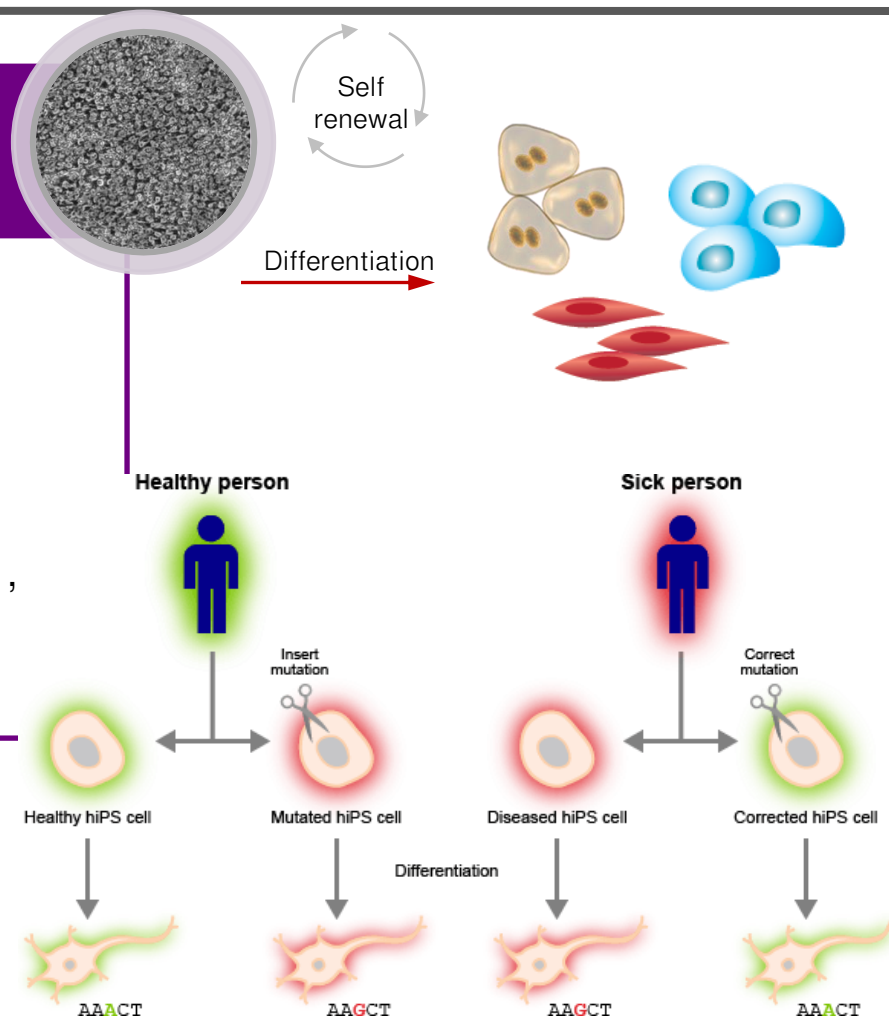 Self
renewal
Differentiation
Healthy person
Sick person
,
Insert
mutation
Correct
mutation
Healthy hiPS cell
Mutated hiPS cell
Diseased hiPS cell
Corrected hiPS cell
Differentiation
AAACT
AAGCT
AAGCT
AAACT